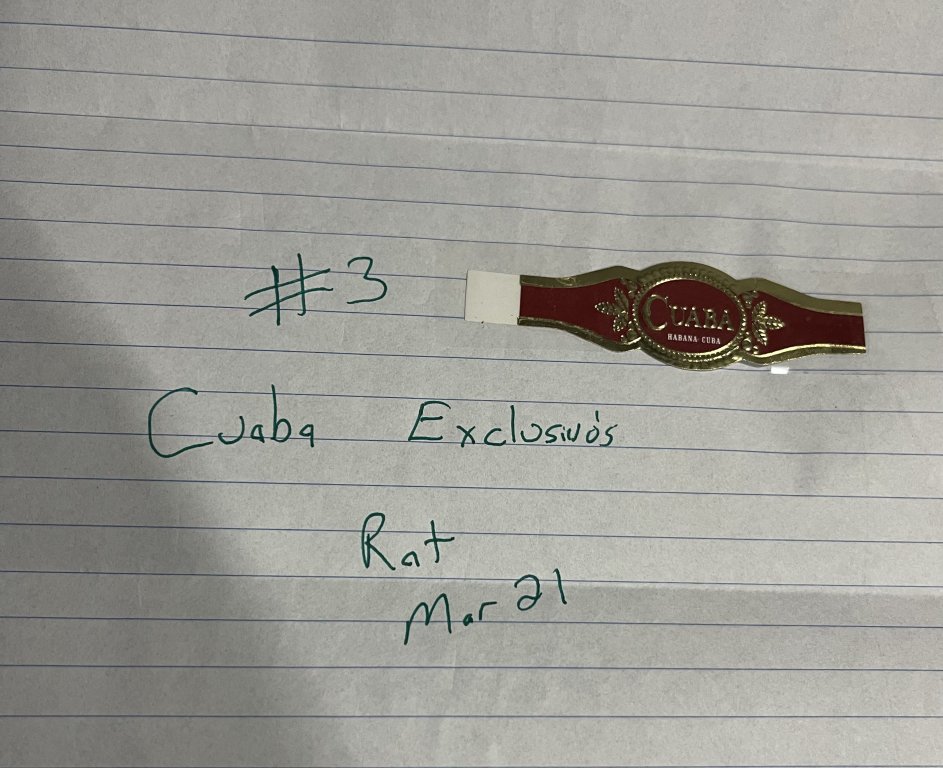 #3
CUABA
HABANA · CUBA
Cuaba Exclusivós
Rat
Mar 21